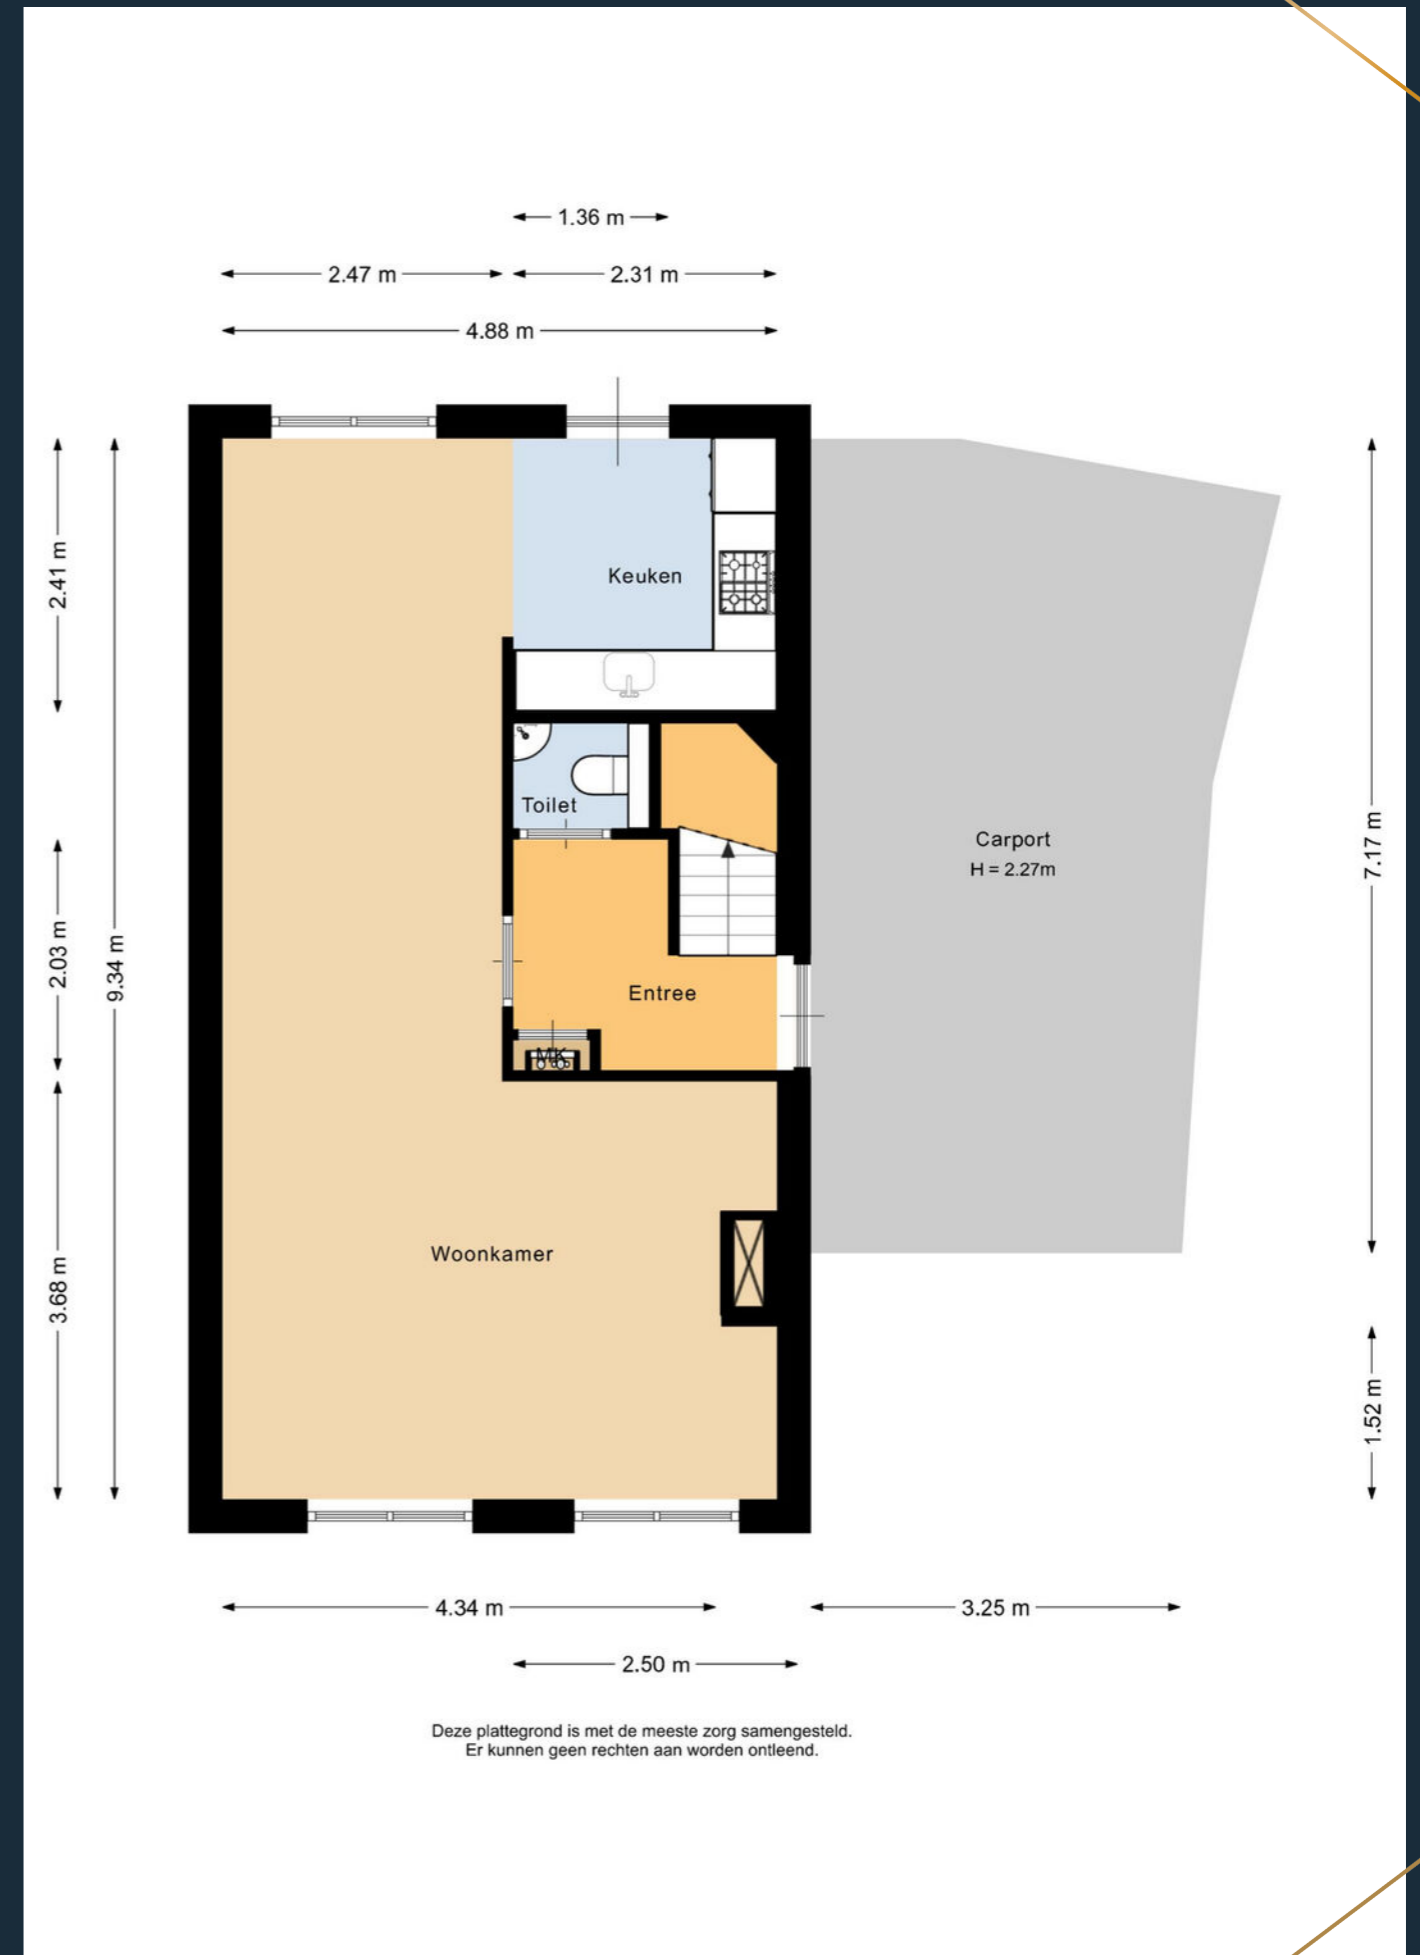 1.36 m
2.47 m
2.31 m
4.88 m
2.41 m
9.34 m
2.03 m
3.68 m
7.17 m
1.52 m
Keuken
Toilet
Carport
H = 2.27m
Entree
MK
Woonkamer
4.34 m
3.25 m
2.50 m
Deze plattegrond is met de meeste zorg samengesteld.
Er kunnen geen rechten aan worden ontleend.